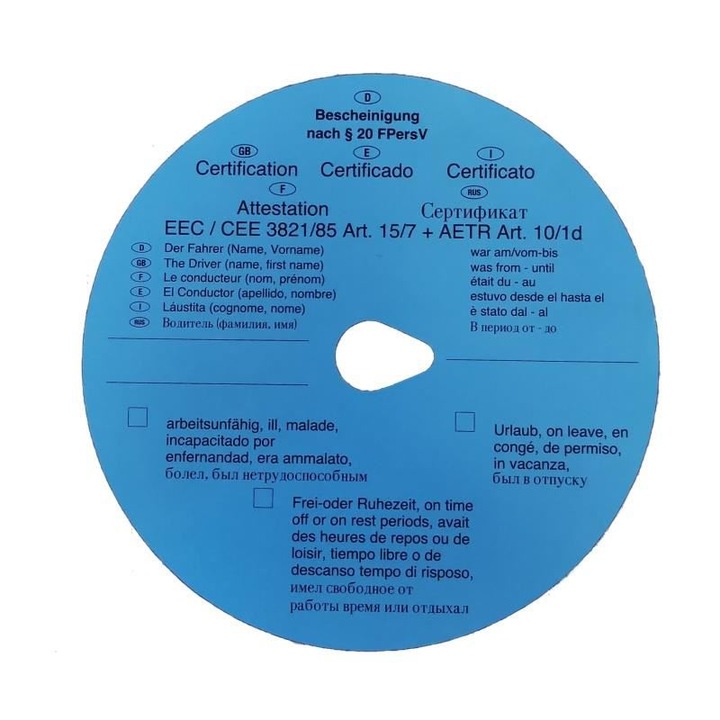 D
Bescheinigung
nach § 20 FPersV
GB E I
Certification Certificado Certificato
F RUS
Attestation Сертификат
EEC / CEE 3821/85 Art. 15/7 + AETR Art. 10/1d
D Der Fahrer (Name, Vorname)
GB The Driver (name, first name)
F Le conducteur (nom, prénom)
E El Conductor (apellido, nombre)
I Láustita (cognome, nome)
RUS Водитель (фамилия, имя)
war am/vom-bis
was from - until
était du - au
estuvo desde el hasta el
è stato dal - al
В период от - до
arbeitsunfähig, ill, malade,
incapacitado por
enfernandad, era ammalato,
болел, был нетрудоспособным
Urlaub, on leave, en
congé, de permiso,
in vacanza,
был в отпуску
Frei-oder Ruhezeit, on time
off or on rest periods, avait
des heures de repos ou de
loisir, tiempo libre o de
descanso tempo di risposo,
имел свободное от
работы время или отдыхал